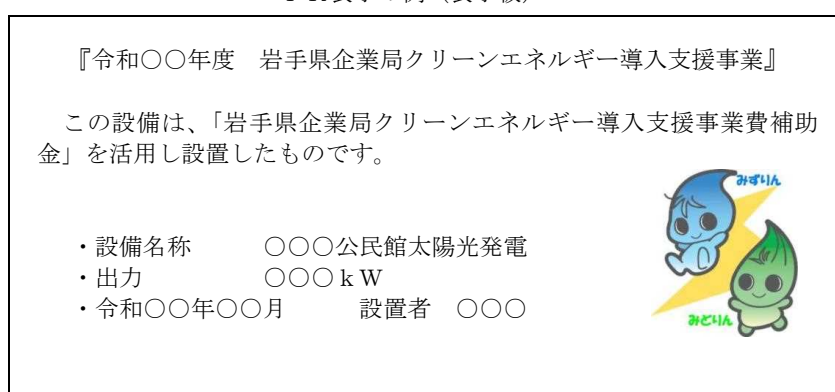 『令和○○年度　岩手県企業局クリーンエネルギー導入支援事業』
この設備は、「岩手県企業局クリーンエネルギー導入支援事業費補助
金」を活用し設置したものです。
みずりん
・設備名称　　　○○○公民館太陽光発電
・出力　　　　　○○○ｋＷ
・令和○○年○○月　　　設置者　○○○
みどりん